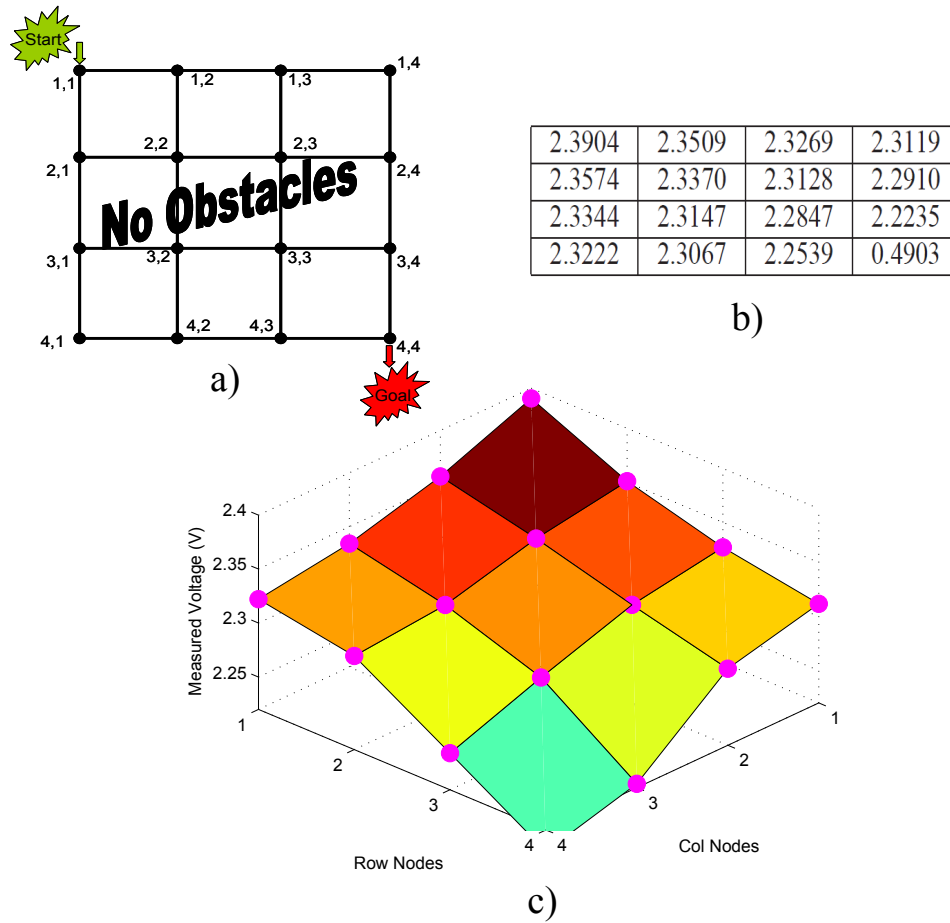 Start
1,1
1,2
1,3
1,4
2,1
2,2
2,3
2,4
No Obstacles
3,1
3,2
3,3
3,4
4,1
4,2
4,3
4,4
Goal
a)
2.3904 2.3509 2.3269 2.3119
2.3574 2.3370 2.3128 2.2910
2.3344 2.3147 2.2847 2.2235
2.3222 2.3067 2.2539 0.4903
b)
Measured Voltage (V)
2.4
2.35
2.3
2.25
1
2
3
4
Row Nodes
4
3
2
1
Col Nodes
c)